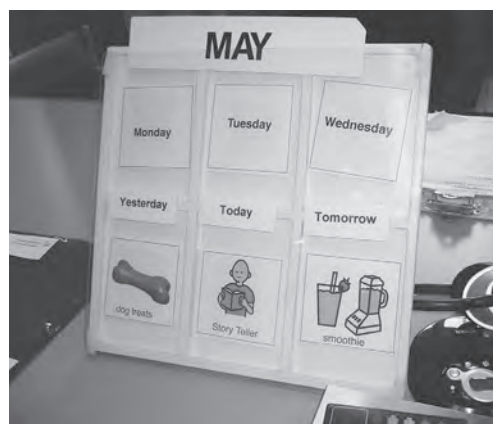 MAY
Monday Tuesday Wednesday
Yesterday Today Tomorrow
dog treats Story Teller smoothie